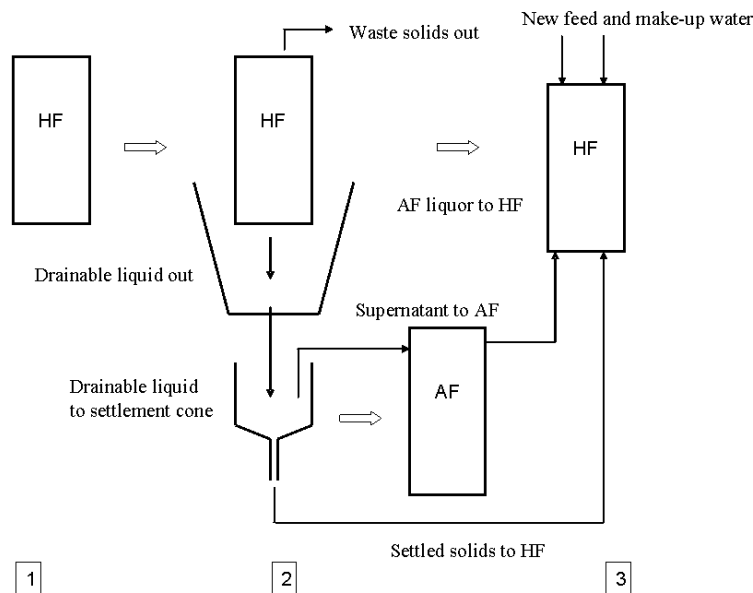 New feed and make-up water
Waste solids out
HF
HF
HF
AF liquor to HF
Drainable liquid out
Supernatant to AF
Drainable liquid
to settlement cone
AF
Settled solids to HF
1
2
3